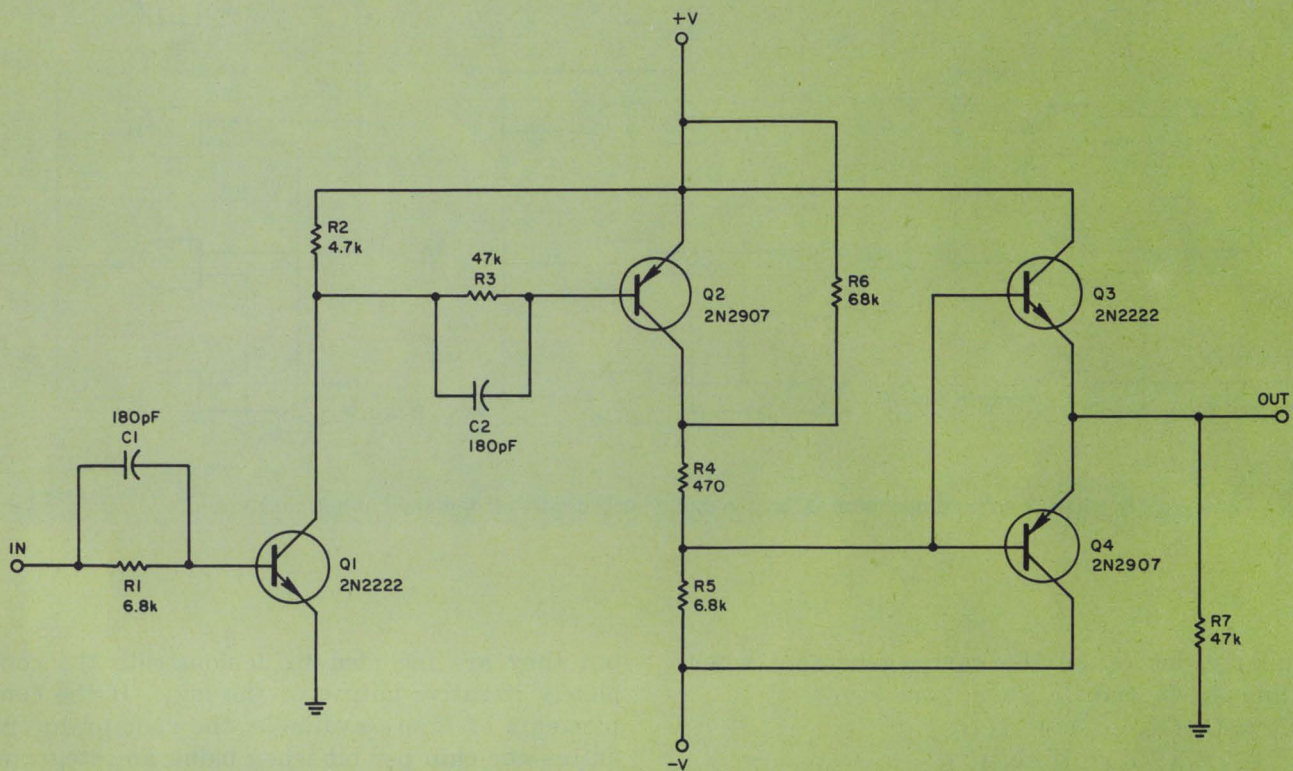 +V
R2
4.7k
47k
R3
Q2
2N2907
R6
68k
Q3
2N2222
C2
180pF
180pF
C1
OUT
R4
470
IN
R1
6.8k
Q1
2N2222
Q4
2N2907
R5
6.8k
R7
47k
-V